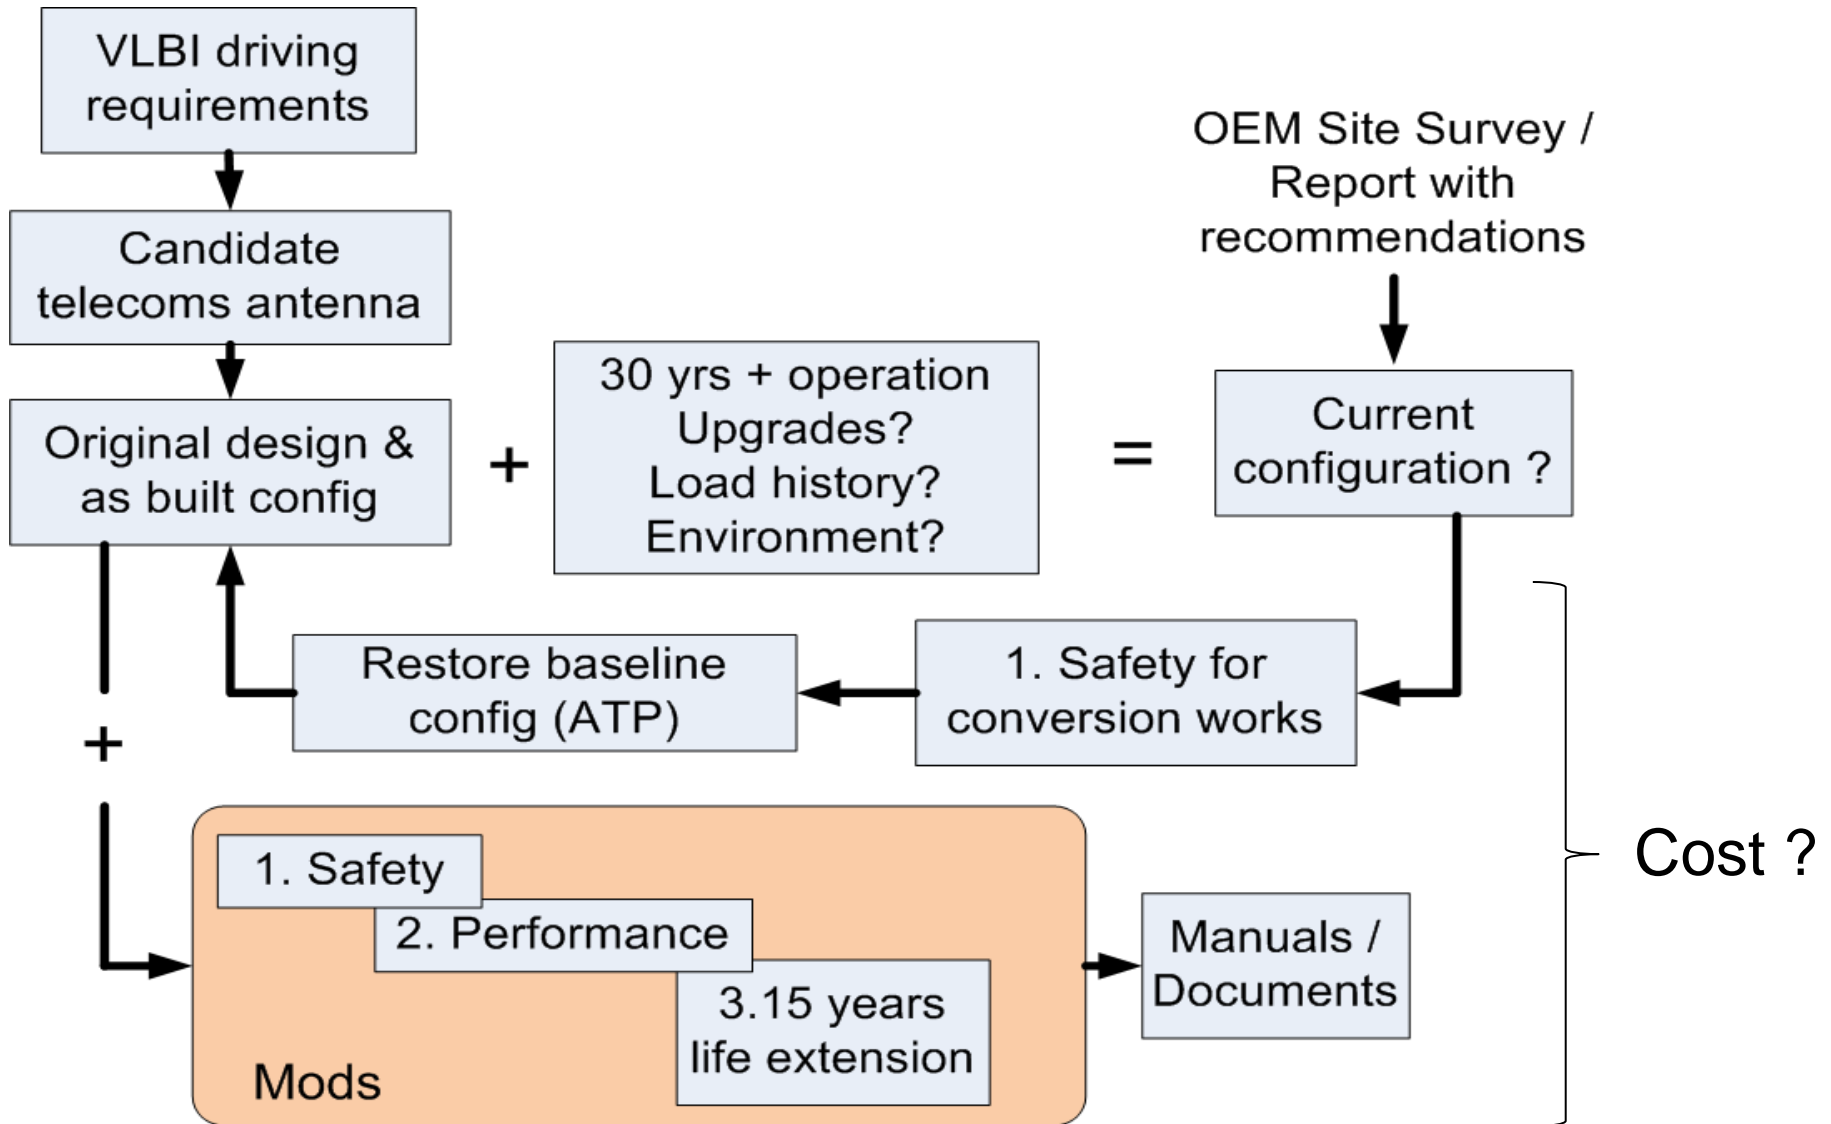 VLBI driving
requirements
Candidate
telecoms antenna
Original design &
as built config
+
30 yrs + operation
Upgrades?
Load history?
Environment?
=
OEM Site Survey /
Report with
recommendations
Current
configuration ?
1. Safety for
conversion works
Restore baseline
config (ATP)
+
1. Safety
2. Performance
3.15 years
life extension
Mods
Manuals /
Documents
Cost ?